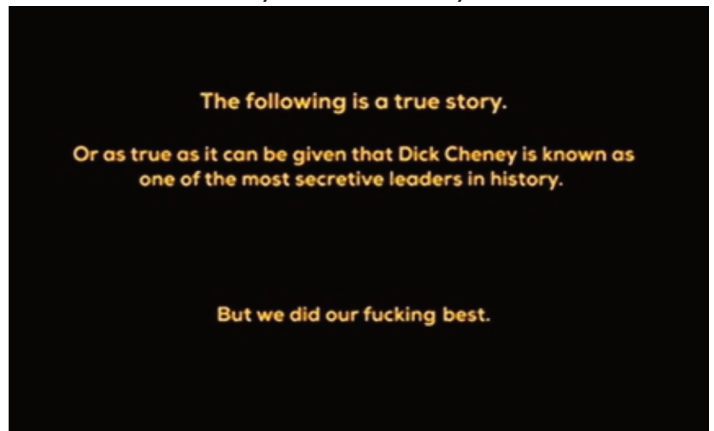 The following is a true story.
Or as true as it can be given that Dick Cheney is known as
one of the most secretive leaders in history.
But we did our fucking best.